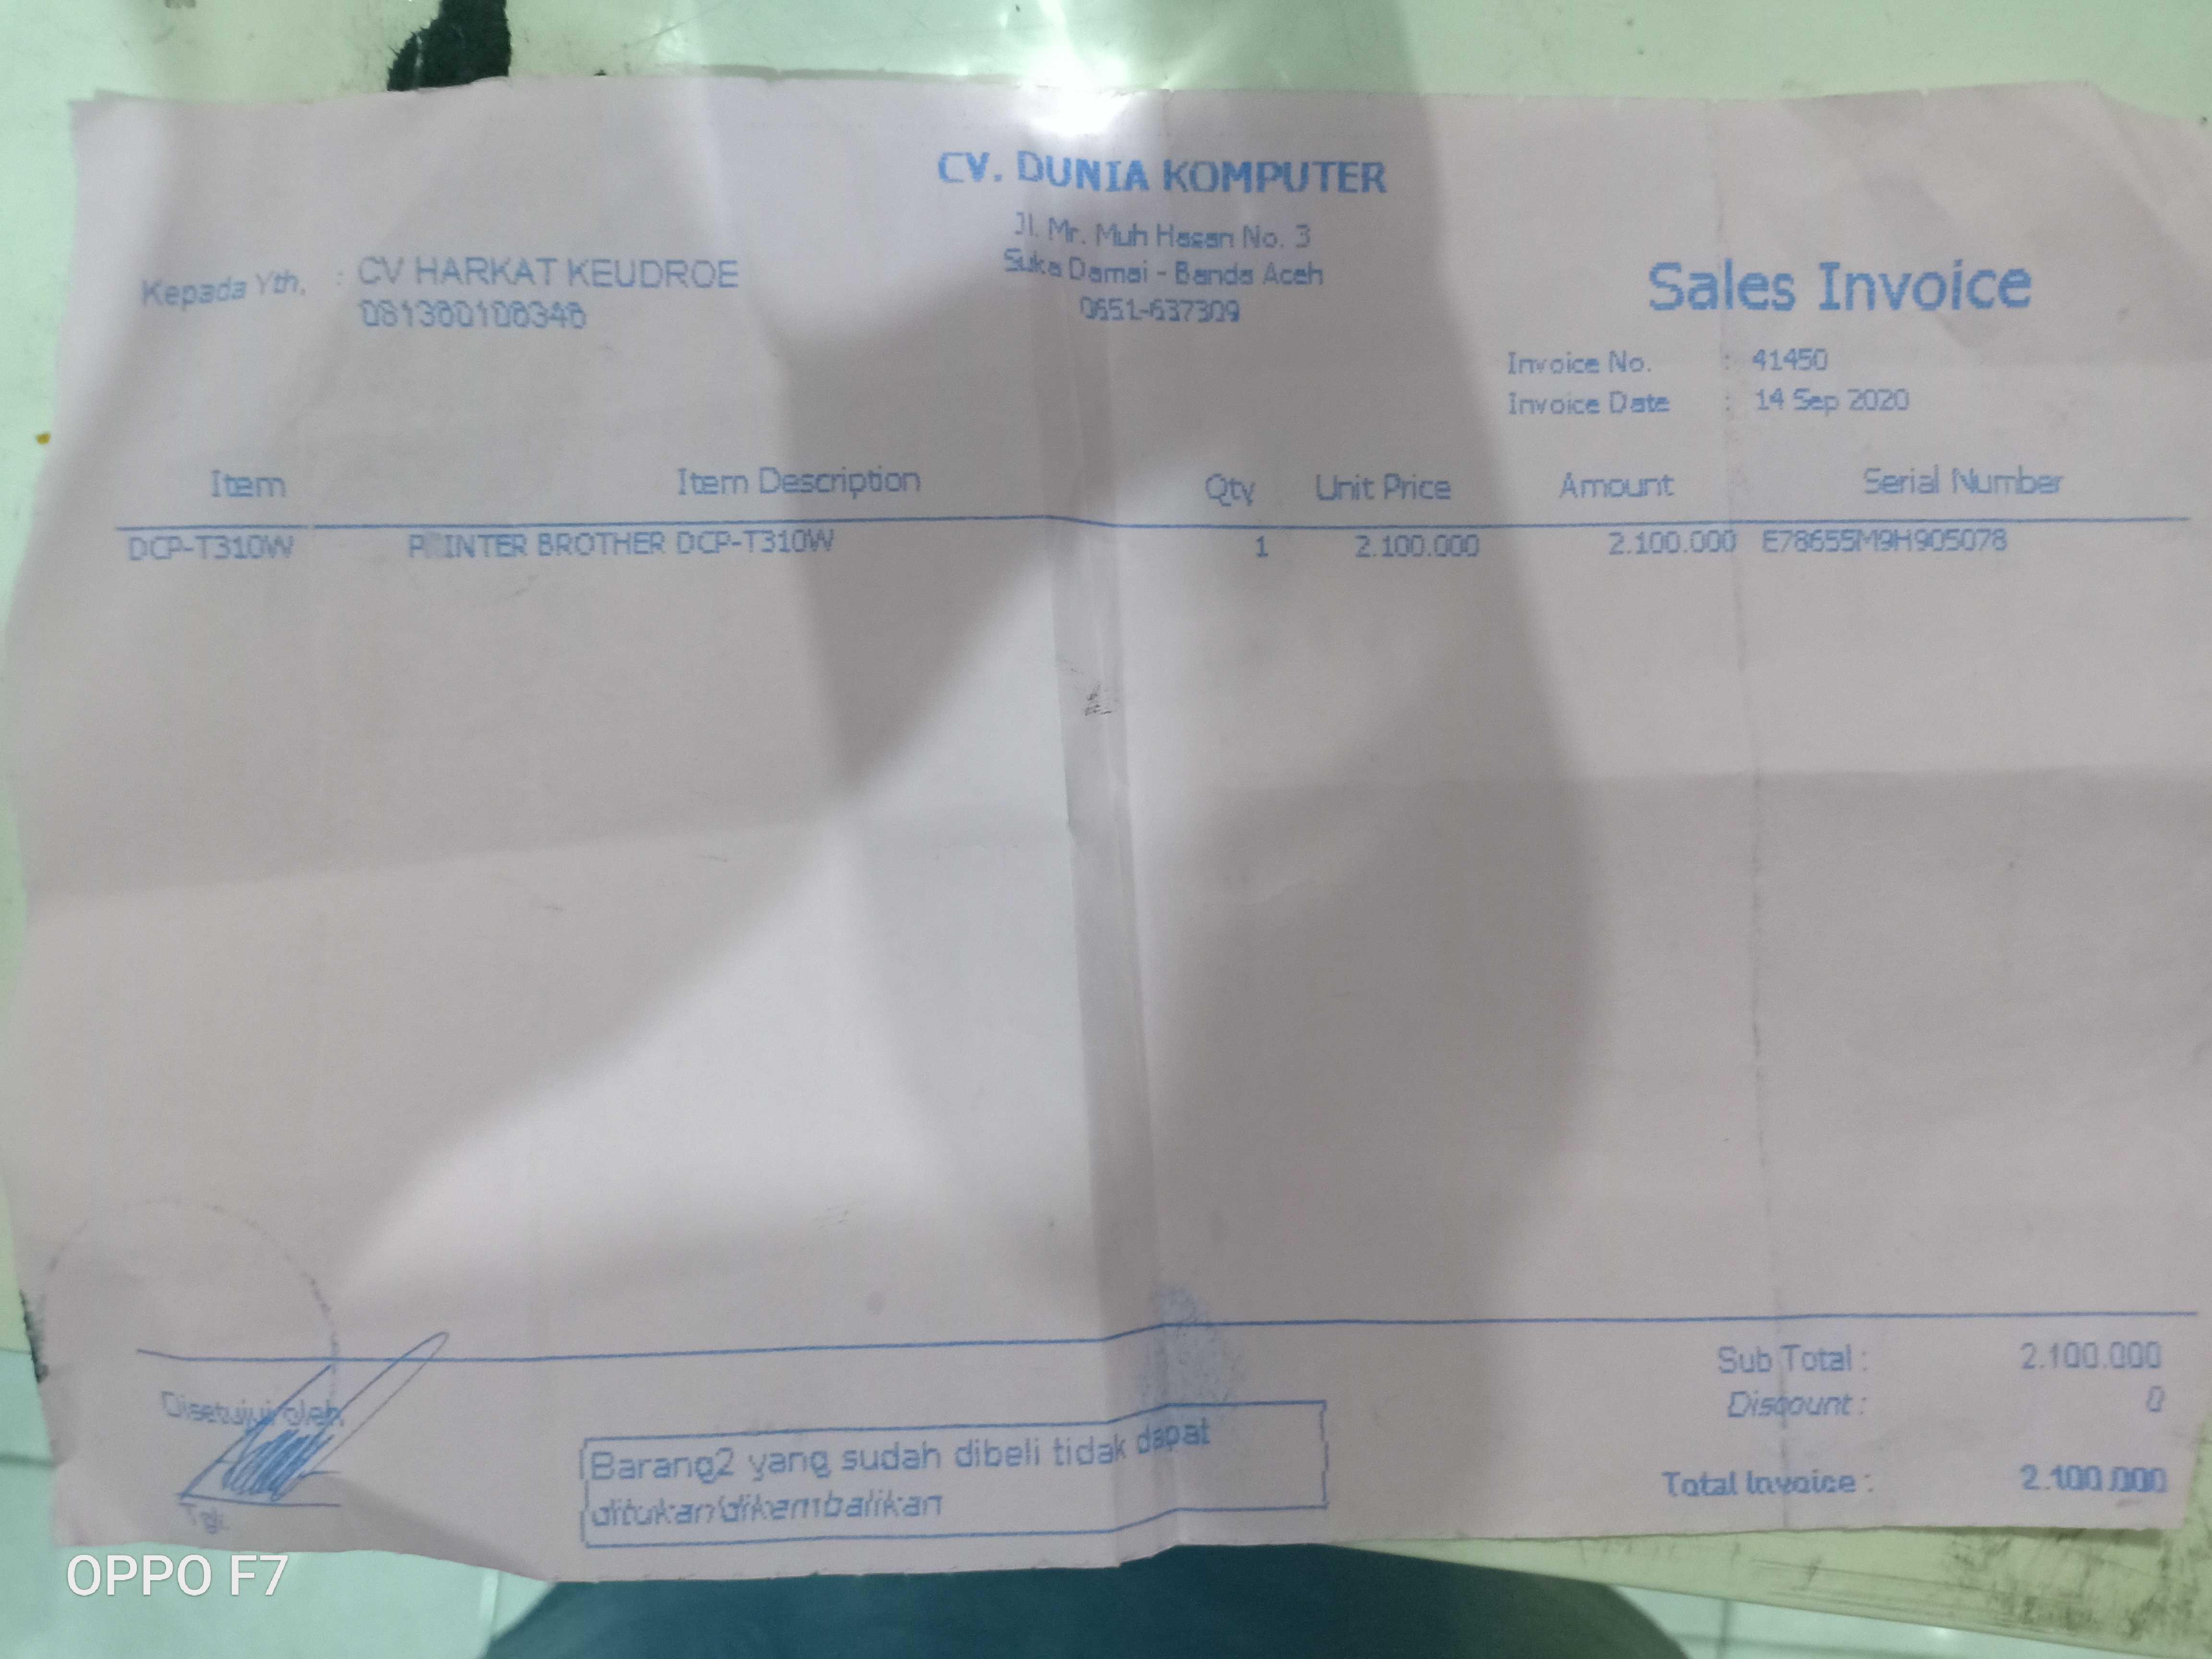 CV. DUNIA KOMPUTER
Jl. Mr. Muh Hasan No. 3
Suka Damai - Banda Aceh
0651-637309
Kepada Yth, : CV HARKAT KEUDROE
Sales Invoice
Invoice No. : 41450
Invoice Date : 14 Sep 2020
Item Item Description Qty Unit Price Amount Serial Number
DCP-T310W P INTER BROTHER DCP-T310W 1 2.100.000 2.100.000 E78655M9H905078
Sub Total : 2.100.000
Discount : 0
Total Invoice : 2.100.000
Disetujui oleh,
Barang2 yang sudah dibeli tidak dapat
ditukar/dikembalikan
Tgl:
OPPO F7